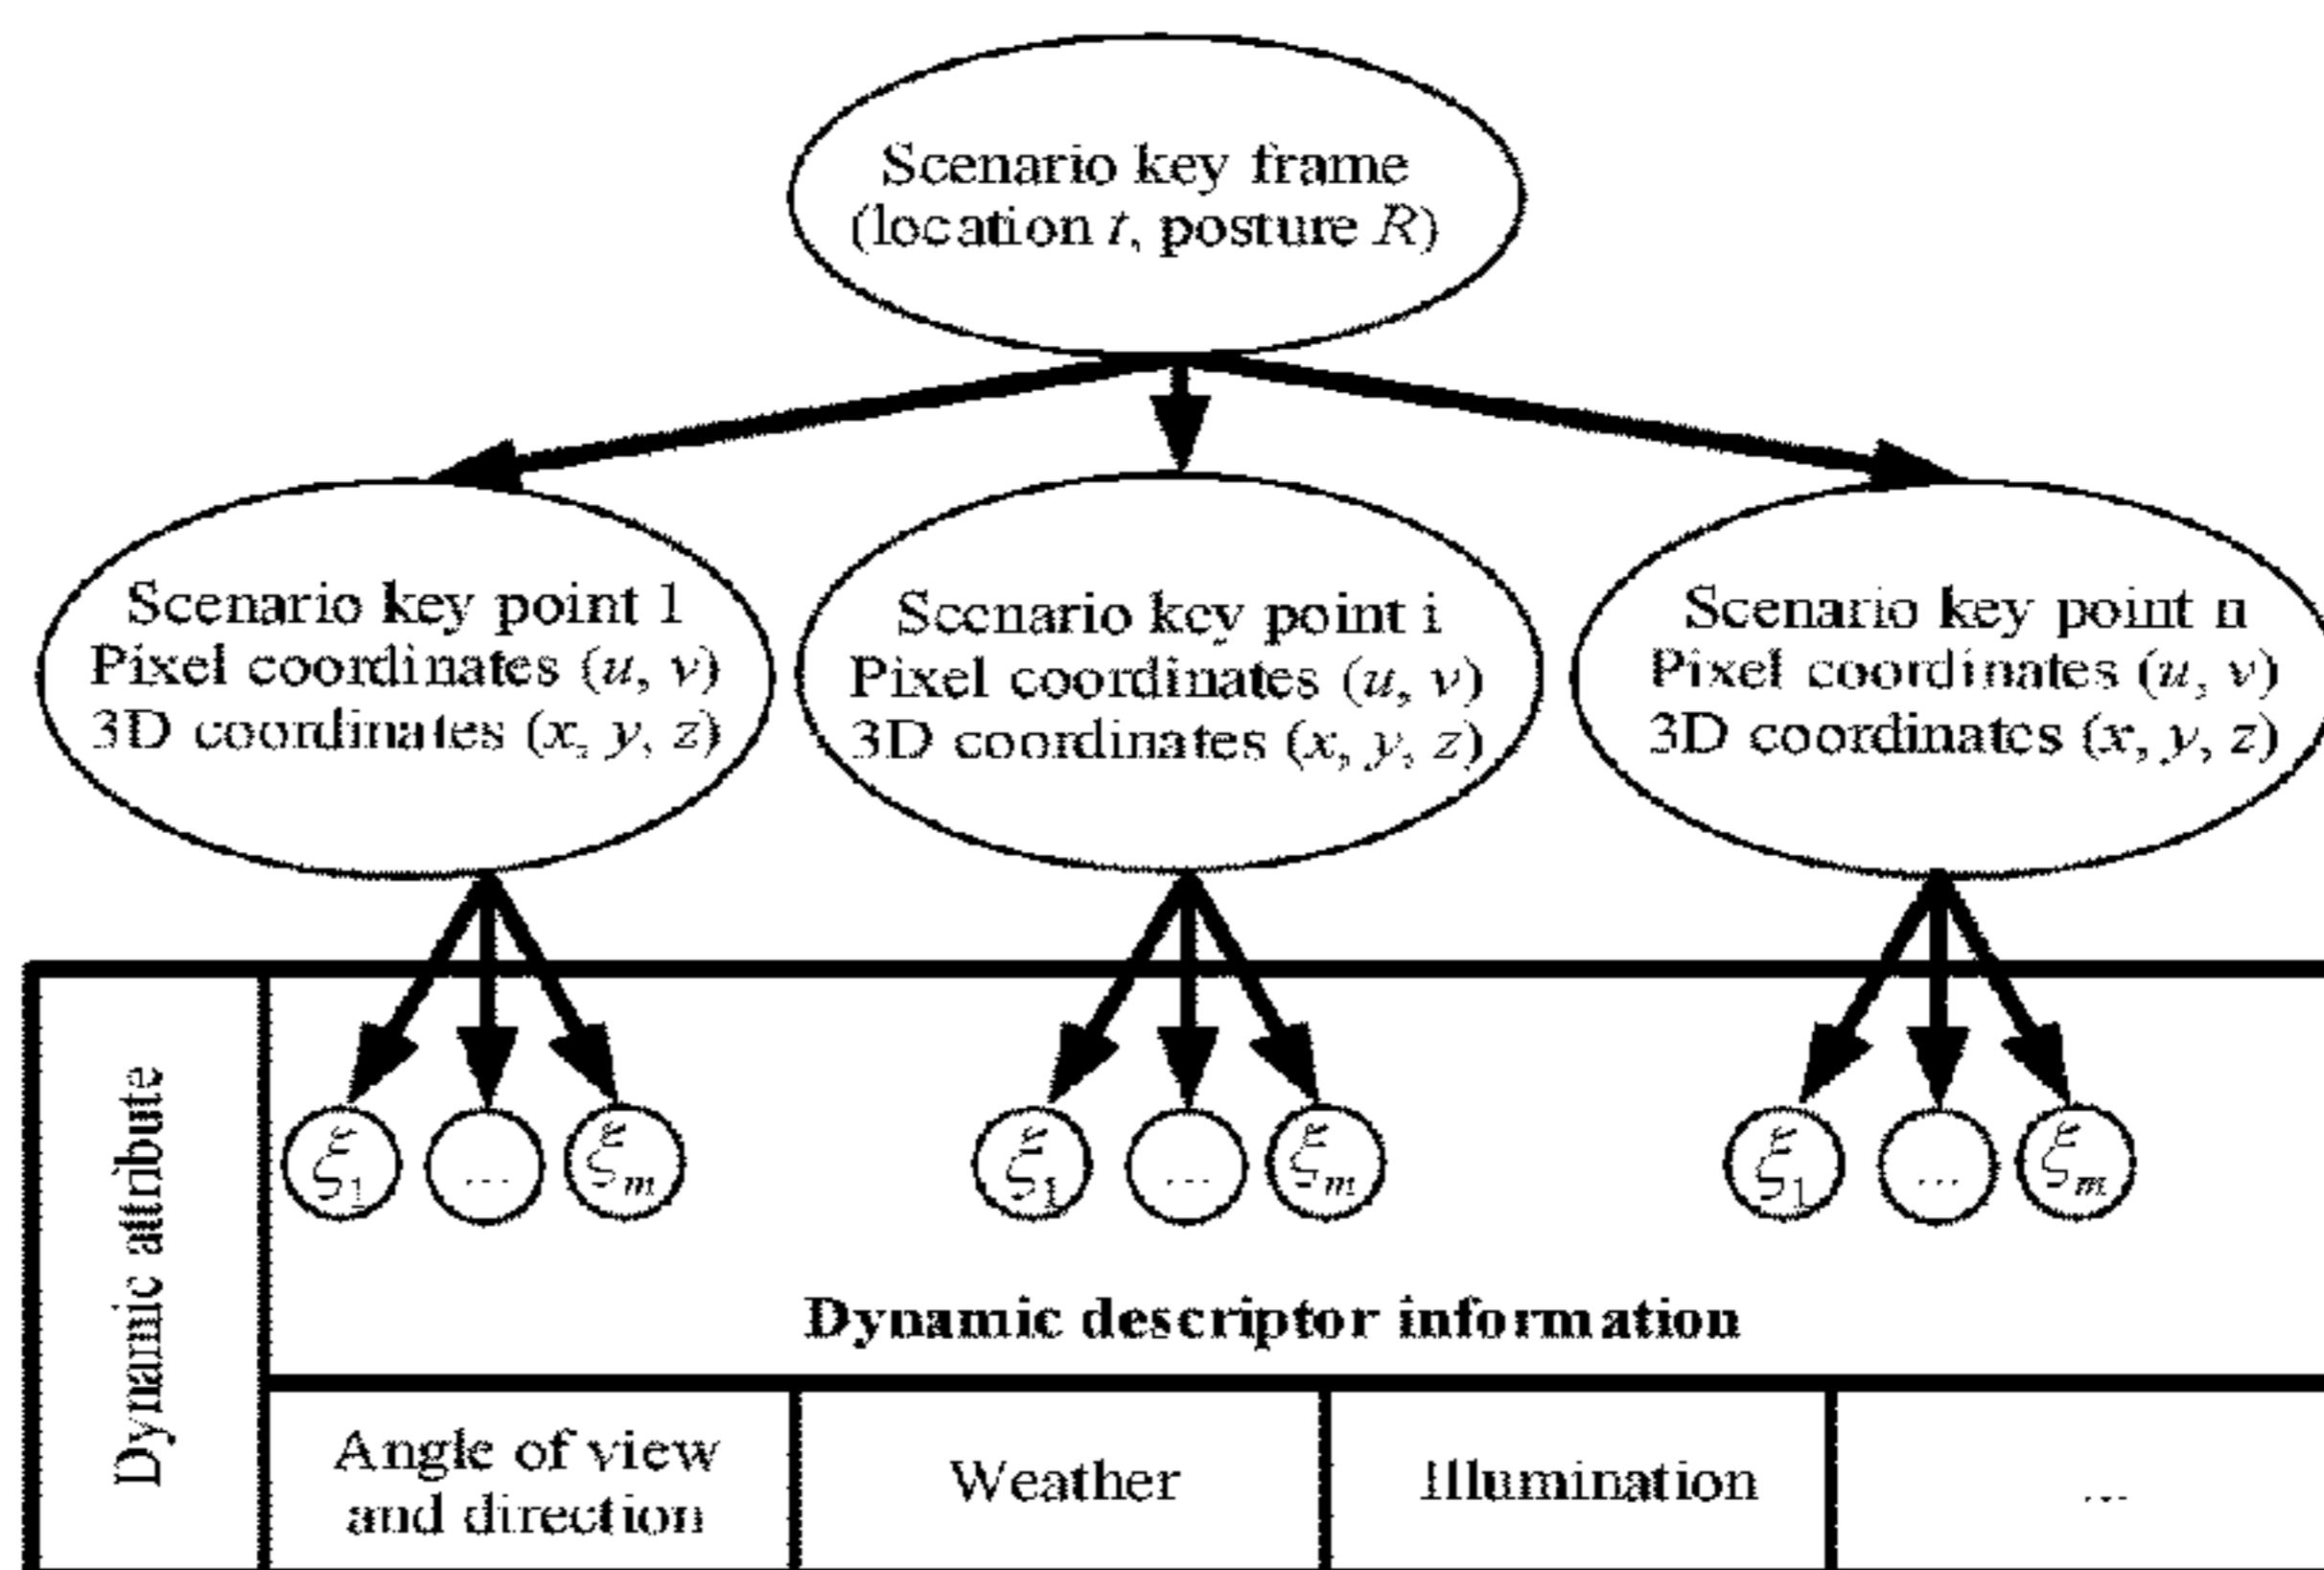 Scenario key frame
(location t, posture R)
Scenario key point 1
Pixel coordinates (u, v)
3D coordinates (x, y, z)
Scenario key point i
Pixel coordinates (u, v)
3D coordinates (x, y, z)
Scenario key point n
Pixel coordinates (u, v)
3D coordinates (x, y, z)
Dynamic attribute
ξ1 ... ξm
ξ1 ... ξm
ξ1 ... ξm
Dynamic descriptor information
Angle of view
and direction
Weather
Illumination
...